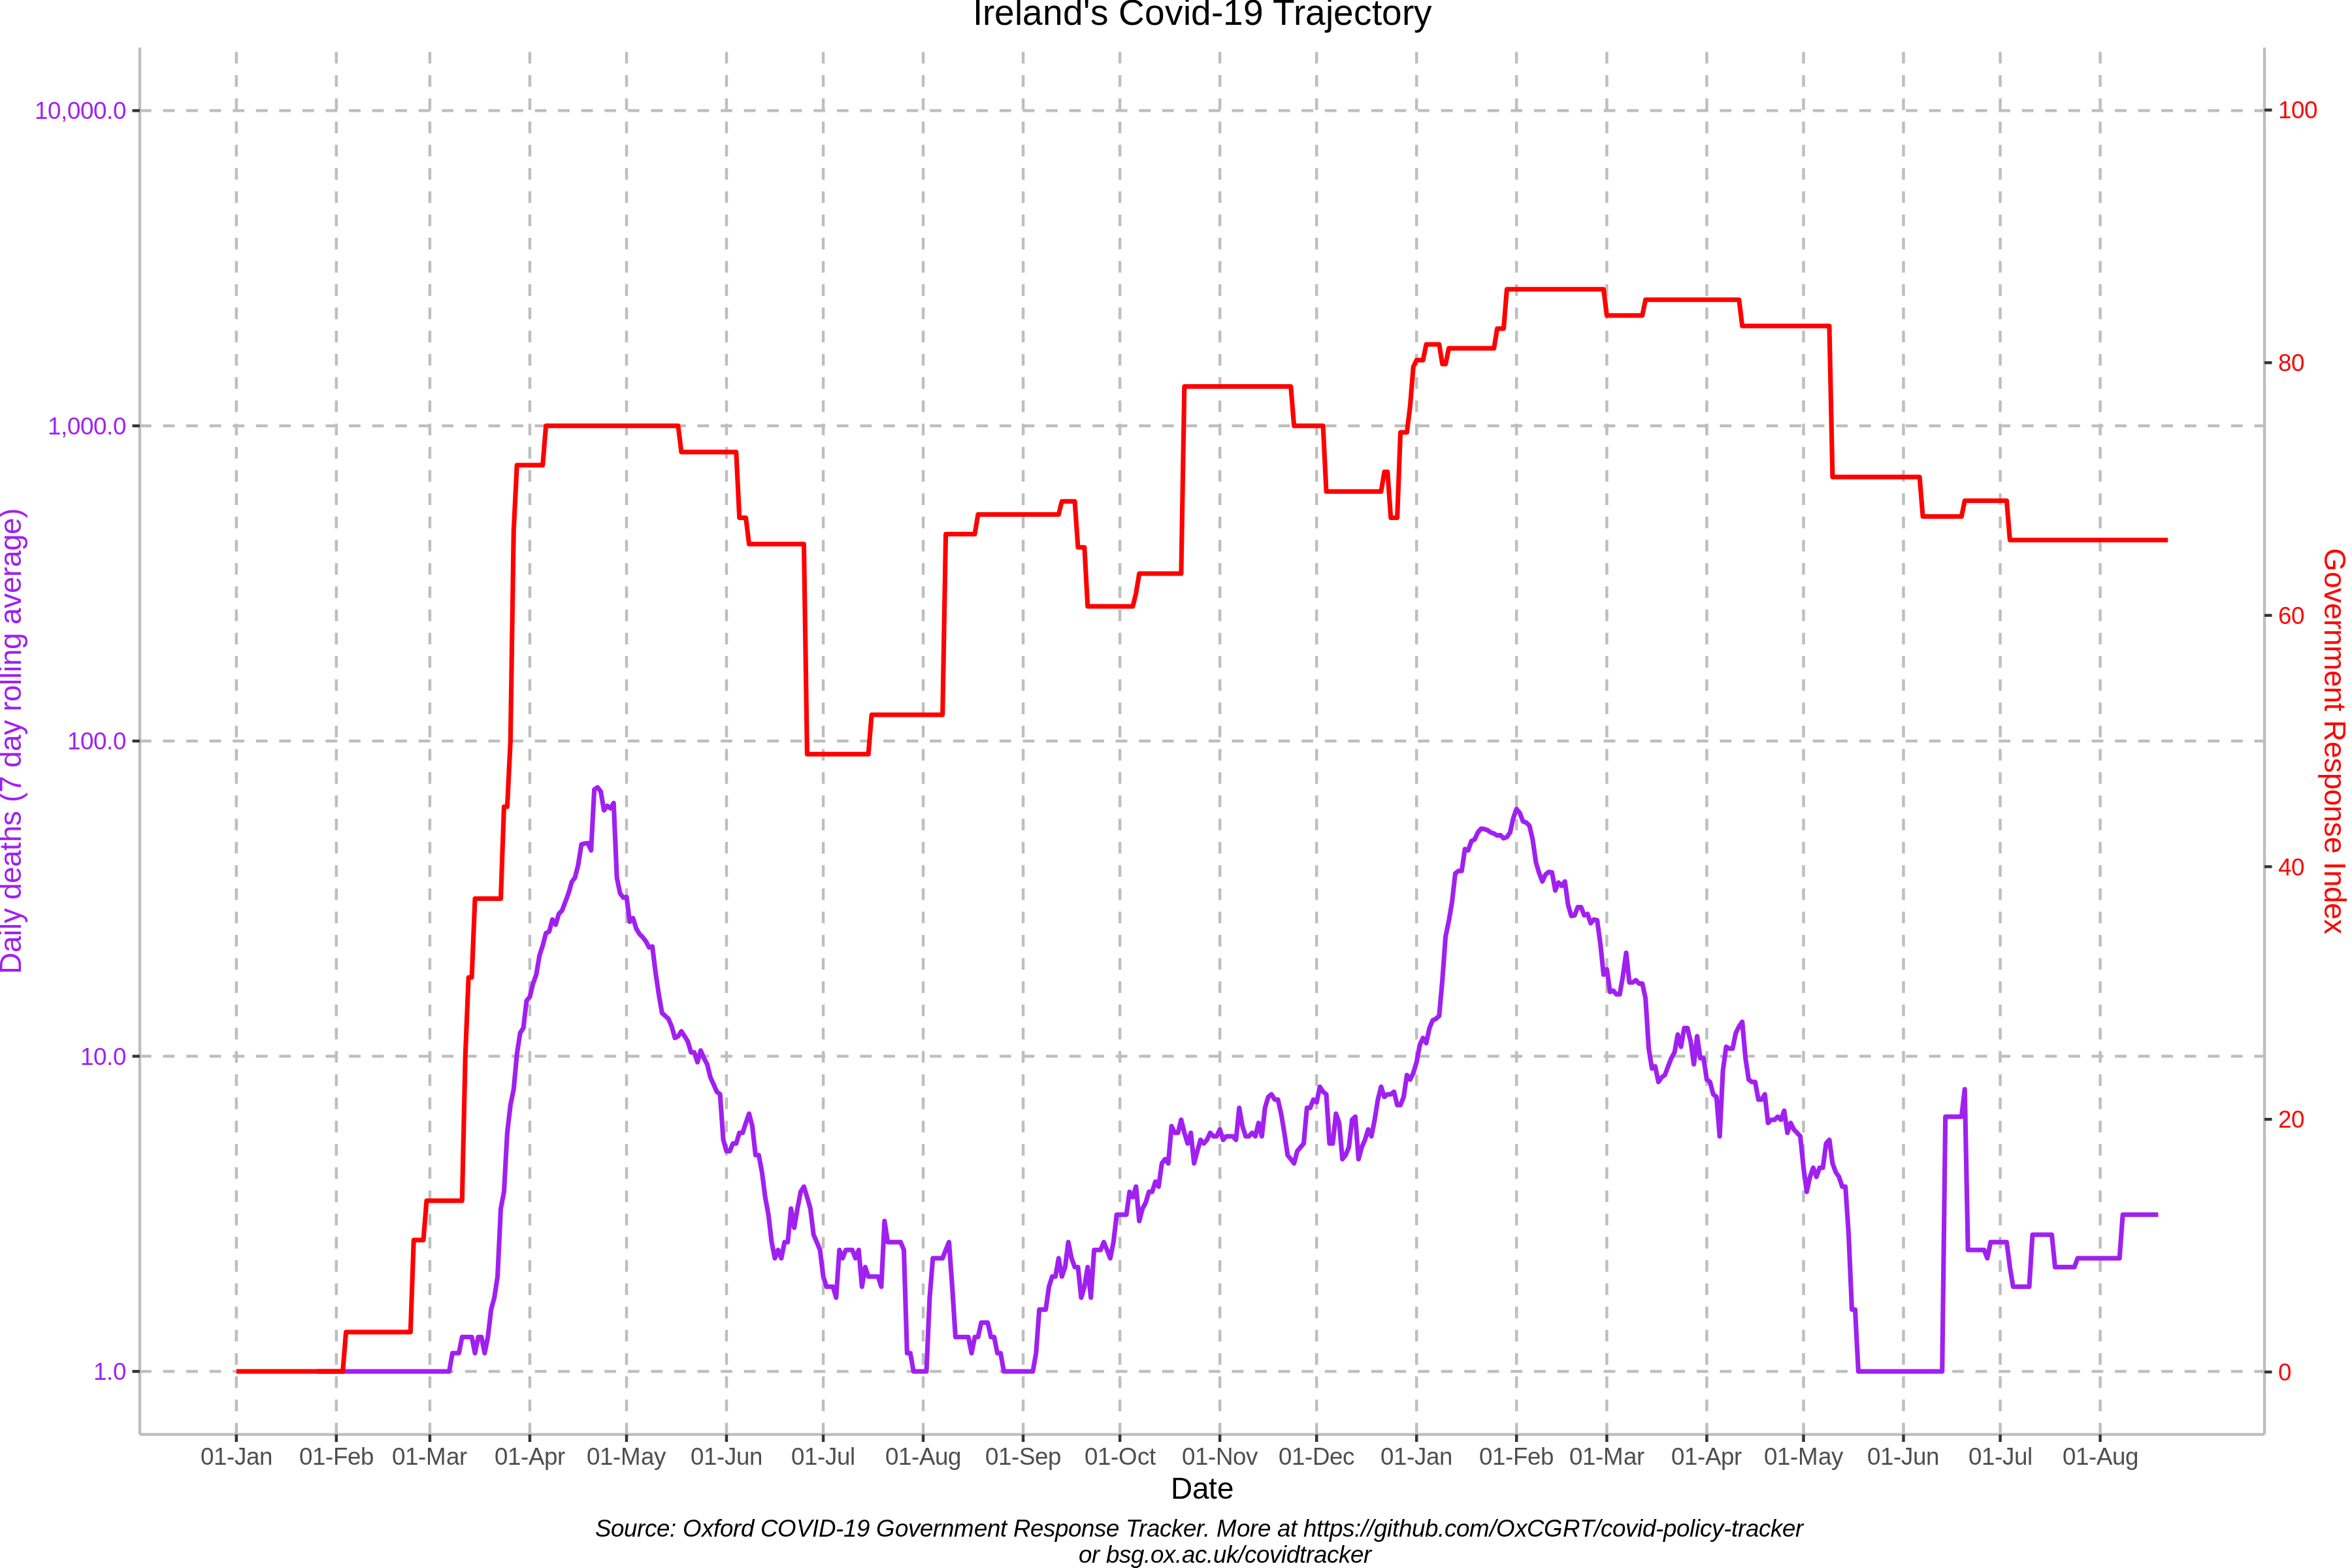 Ireland's Covid-19 Trajectory
10,000.0
1,000.0
100.0
10.0
1.0
Daily deaths (7 day rolling average)
100
80
60
40
20
0
Government Response Index
01-Jan 01-Feb 01-Mar 01-Apr 01-May 01-Jun 01-Jul 01-Aug 01-Sep 01-Oct 01-Nov 01-Dec 01-Jan 01-Feb 01-Mar 01-Apr 01-May 01-Jun 01-Jul 01-Aug
Date
Source: Oxford COVID-19 Government Response Tracker. More at https://github.com/OxCGRT/covid-policy-tracker
or bsg.ox.ac.uk/covidtracker